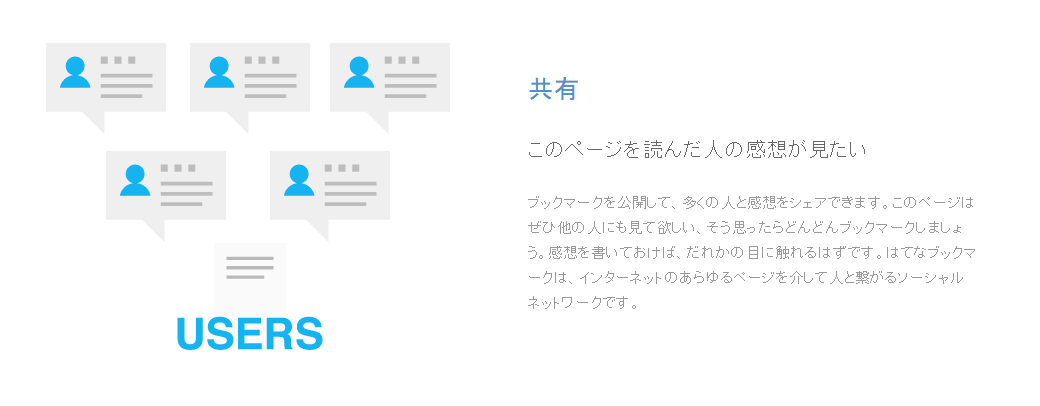 共有
このページを読んだ人の感想が見たい
ブックマークを公開して、多くの人と感想をシェアできます。このページは
ぜひ他の人にも見て欲しい、そう思ったらどんどんブックマークしましょ
う。感想を書いておけば、だれかの目に触れるはずです。はてなブックマ
ークは、インターネットのあらゆるページを介して人と繋がるソーシャル
ネットワークです。
USERS